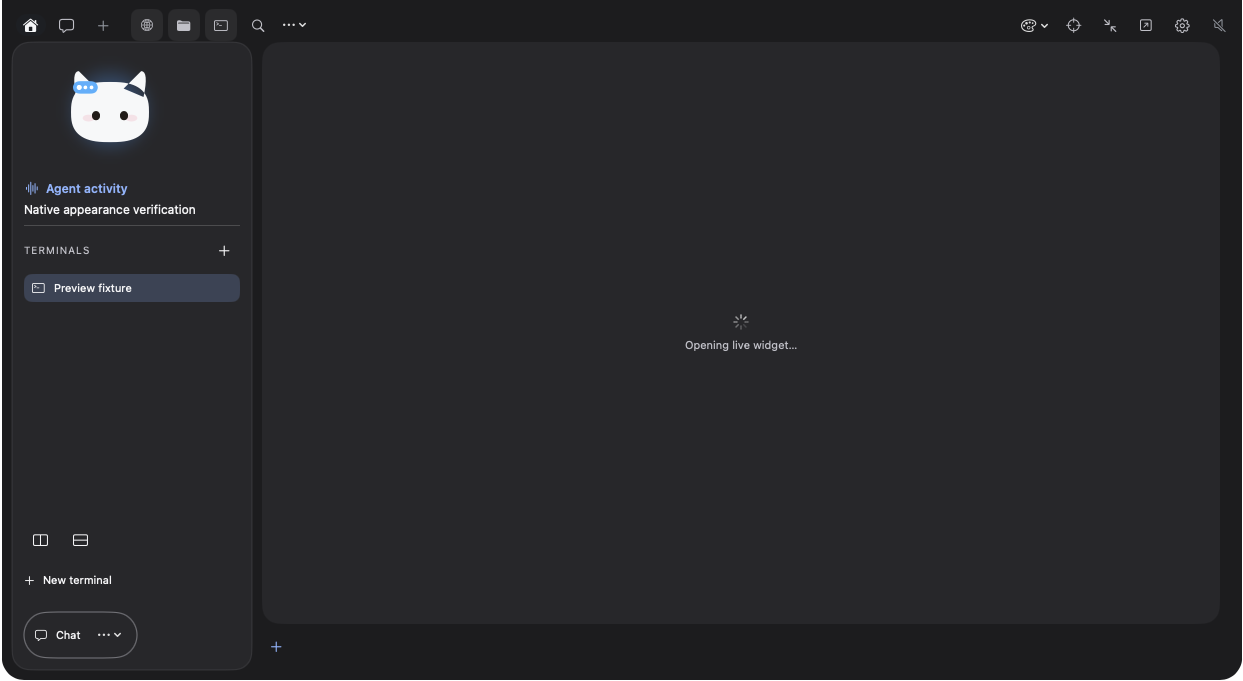 Agent activity
Native appearance verification
TERMINALS
Preview fixture
Opening live widget...
New terminal
Chat